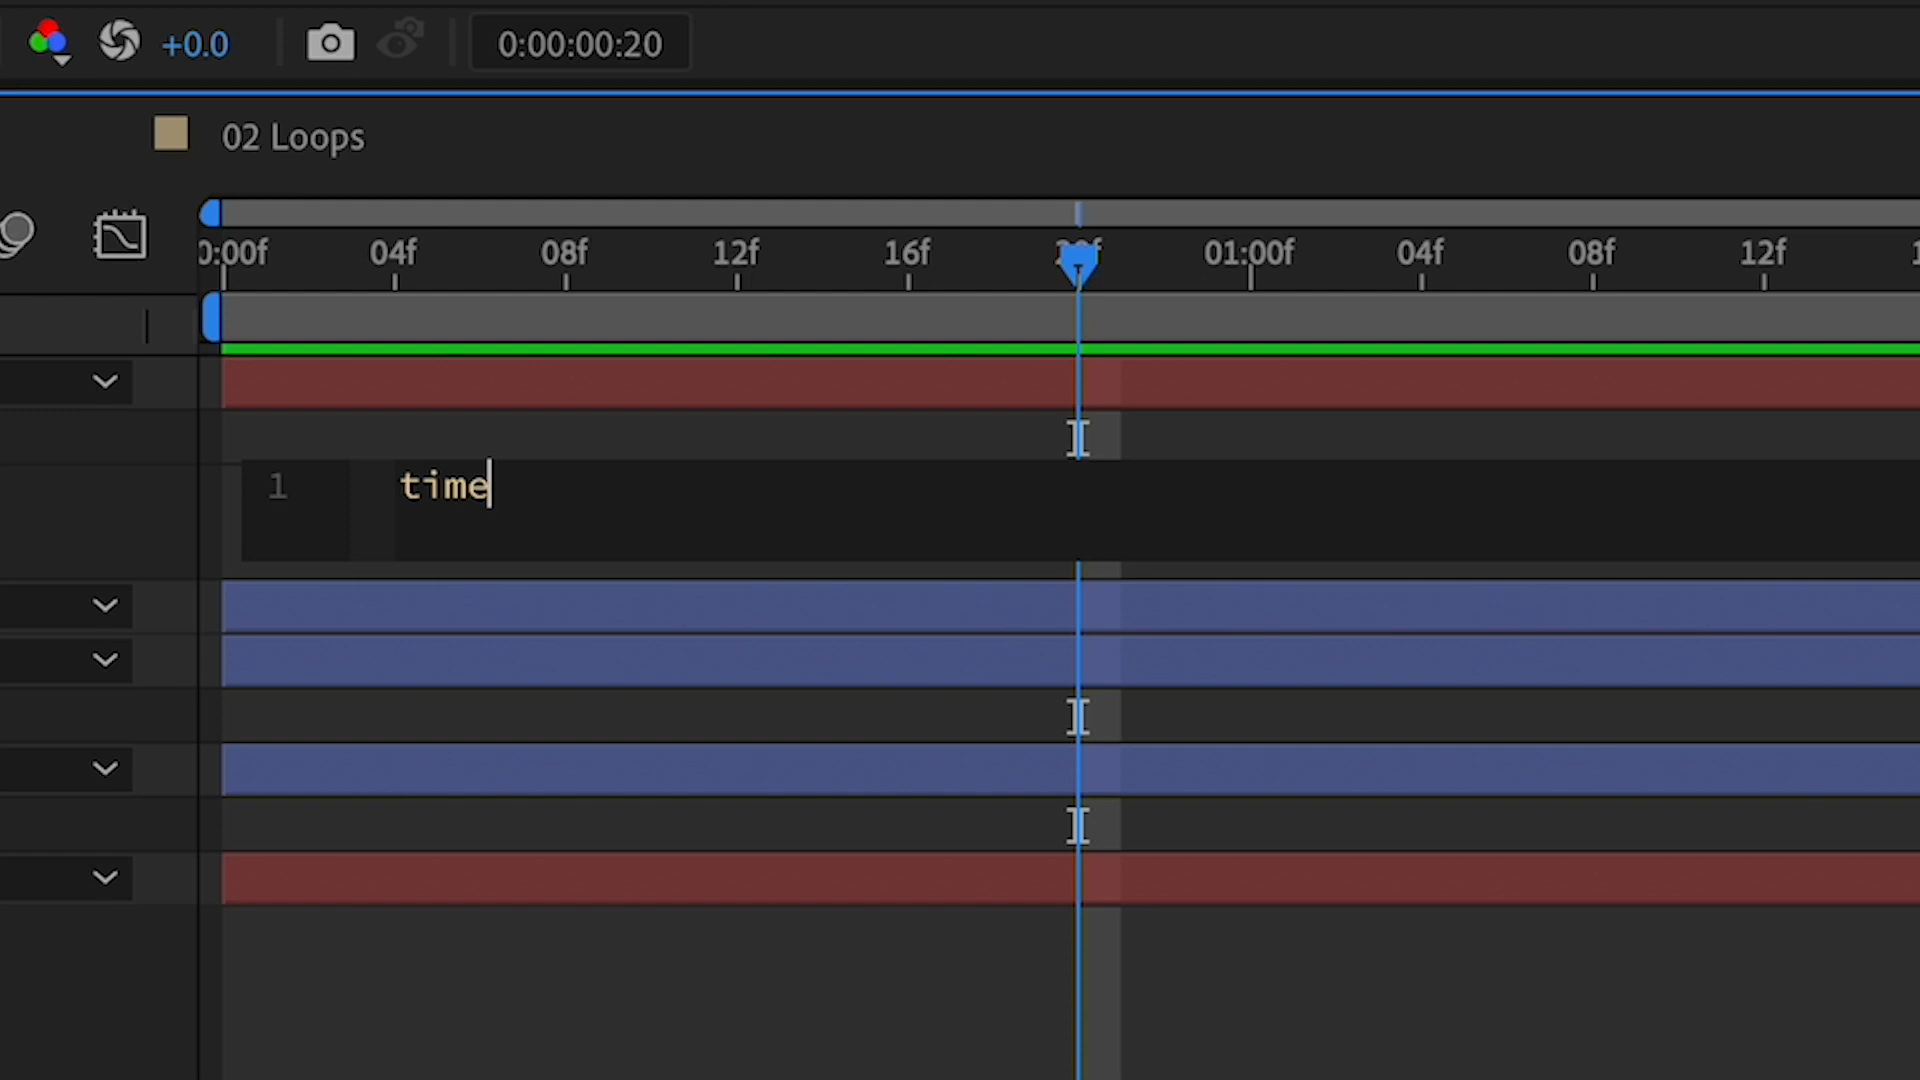 +0.0
0:00:00:20
02 Loops
0:00f 04f 08f 12f 16f 20f 01:00f 04f 08f 12f
1 time